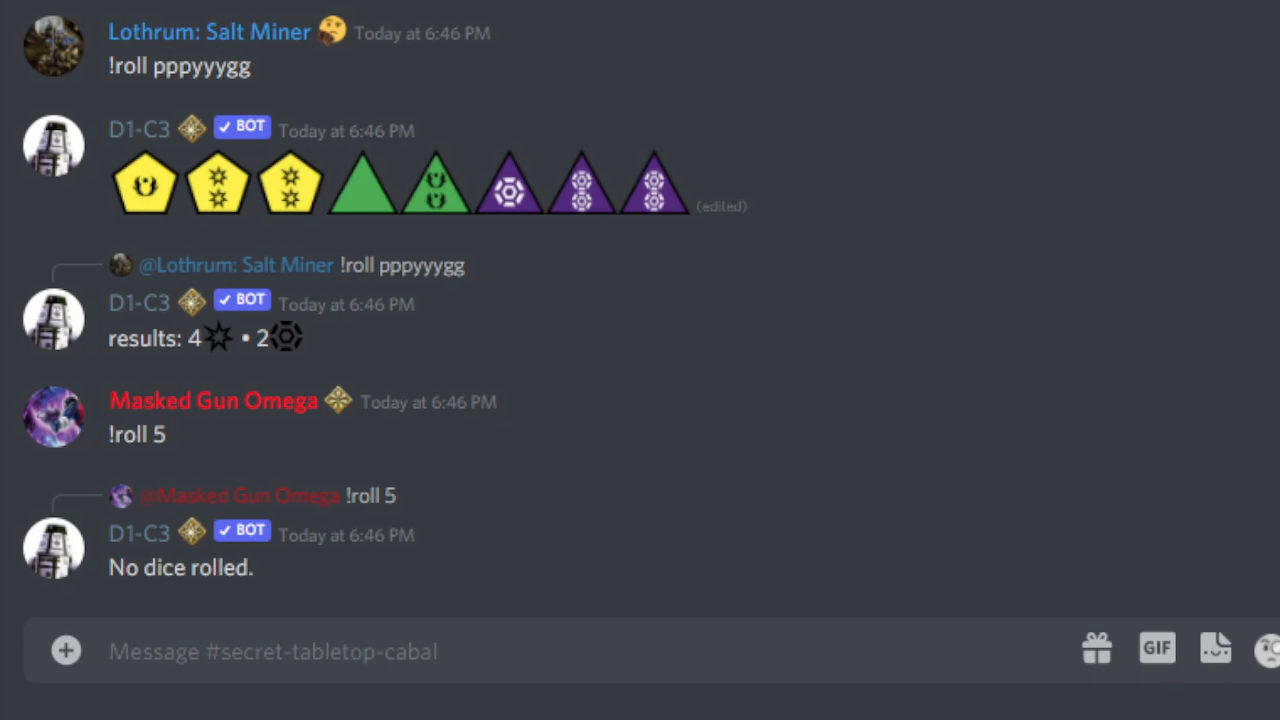 Lothrum: Salt Miner Today at 6:46 PM
!roll pppyyygg
D1-C3 BOT Today at 6:46 PM
(edited)
@Lothrum: Salt Miner !roll pppyyygg
D1-C3 BOT Today at 6:46 PM
results: 4 • 2
Masked Gun Omega Today at 6:46 PM
!roll 5
@Masked Gun Omega !roll 5
D1-C3 BOT Today at 6:46 PM
No dice rolled.
Message #secret-tabletop-cabal
GIF